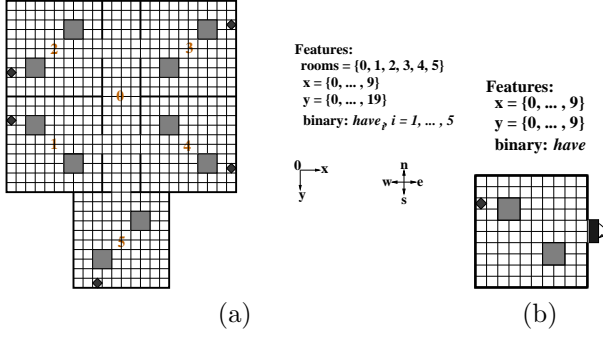 2
3
0
1
4
5
Features:
rooms = {0, 1, 2, 3, 4, 5}
x = {0, ... , 9}
y = {0, ... , 19}
binary: have_i, i = 1, ... , 5
0 x
y
n
w e
s
Features:
x = {0, ... , 9}
y = {0, ... , 9}
binary: have
(a) (b)